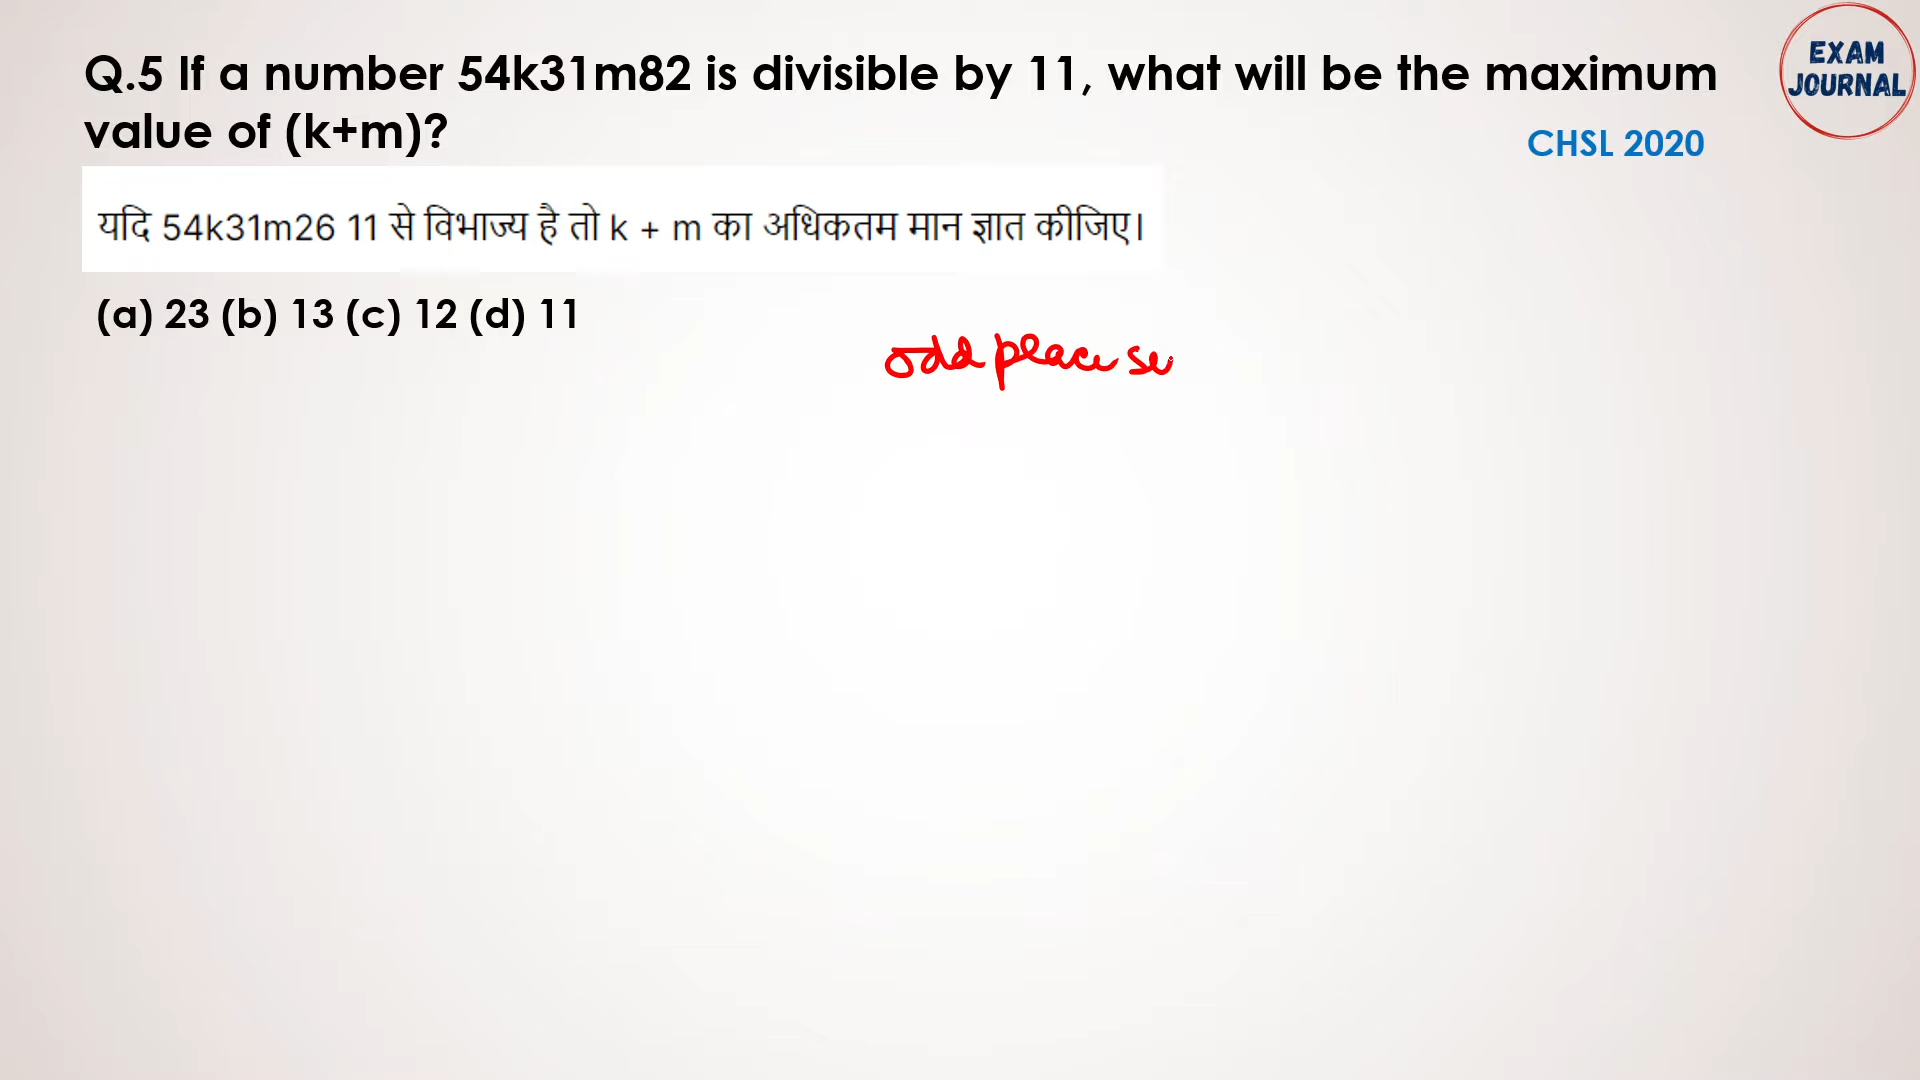 Q.5 If a number 54k31m82 is divisible by 11, what will be the maximum
value of (k+m)?
CHSL 2020
EXAM
JOURNAL
यदि 54k31m26 11 से विभाज्य है तो k + m का अधिकतम मान ज्ञात कीजिए।
(a) 23 (b) 13 (c) 12 (d) 11
odd place su